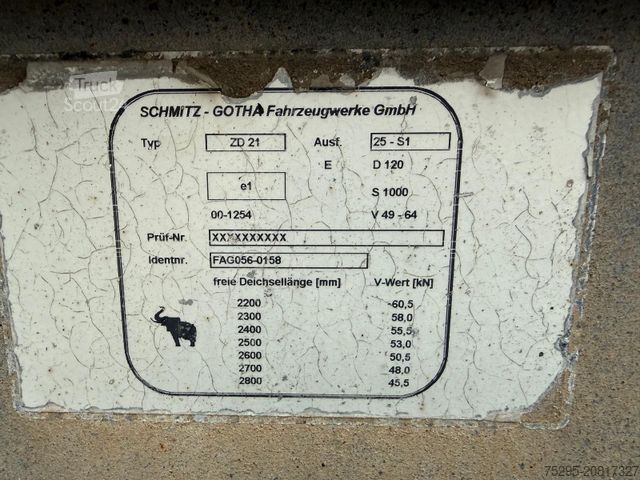 Truck
Scout24
SCHMITZ - GOTHA Fahrzeugwerke GmbH
Typ ZD 21 Ausf. 25 - S1
E D 120
e1 S 1000
00-1254 V 49 - 64
Prüf-Nr. XXXXXXXXXX
Identnr. FAG056-0158
freie Deichsellänge [mm] V-Wert [kN]
2200 -60,5
2300 58,0
2400 55,5
2500 53,0
2600 50,5
2700 48,0
2800 45,5
75295-20817327